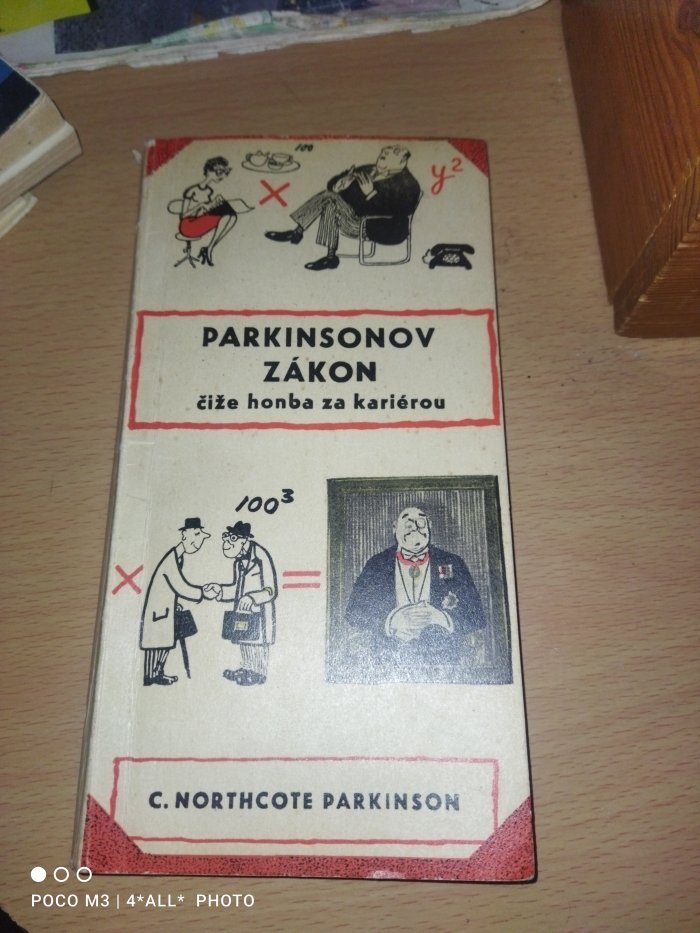 100
× y²
PARKINSONOV
ZÁKON
čiže honba za kariérou
100³
× =
C. NORTHCOTE PARKINSON
POCO M3 | 4*ALL* PHOTO